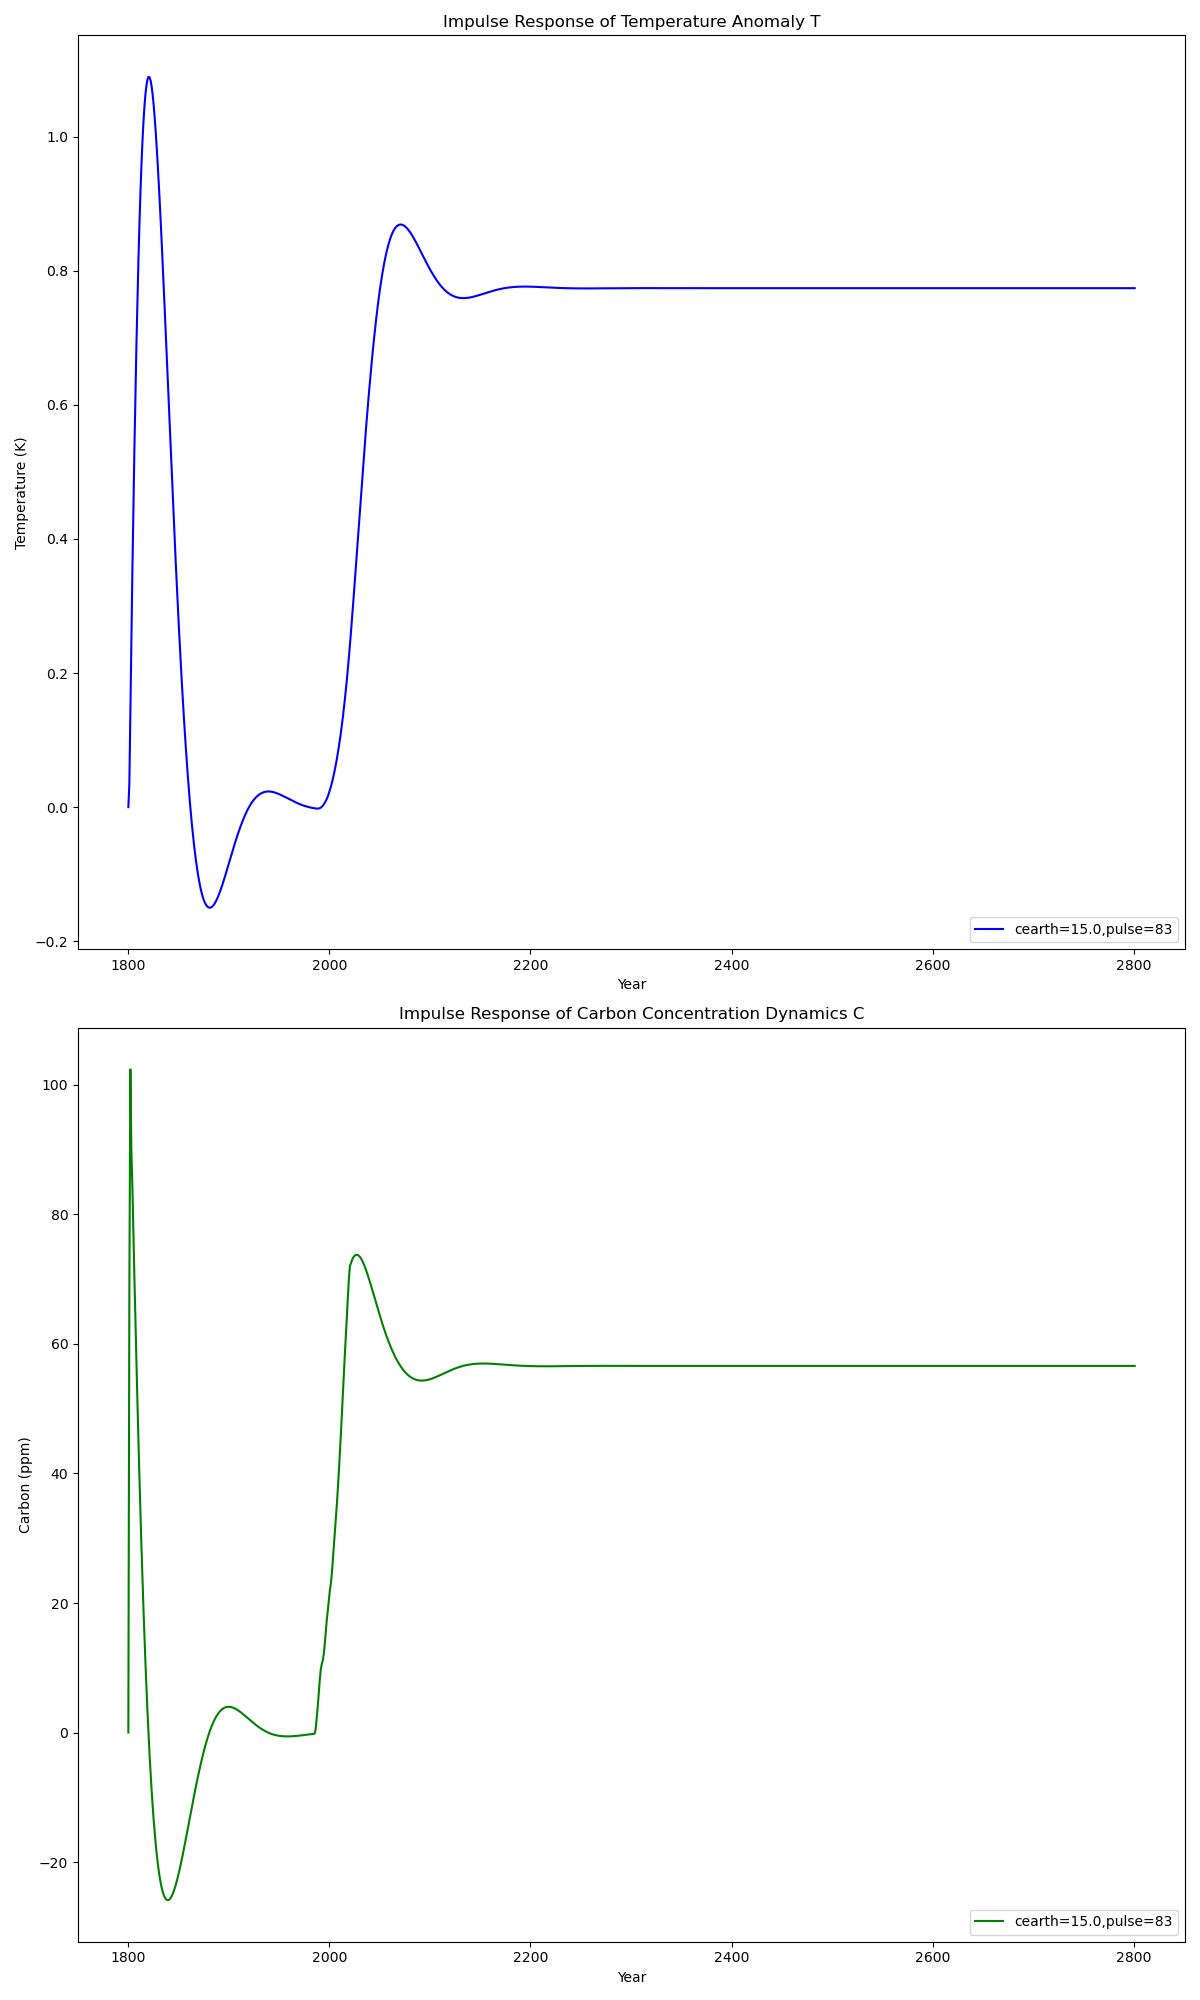 Impulse Response of Temperature Anomaly T
1.0
0.8
0.6
0.4
0.2
0.0
−0.2
Temperature (K)
cearth=15.0,pulse=83
1800 2000 2200 2400 2600 2800
Year
Impulse Response of Carbon Concentration Dynamics C
100
80
60
40
20
0
−20
Carbon (ppm)
cearth=15.0,pulse=83
1800 2000 2200 2400 2600 2800
Year